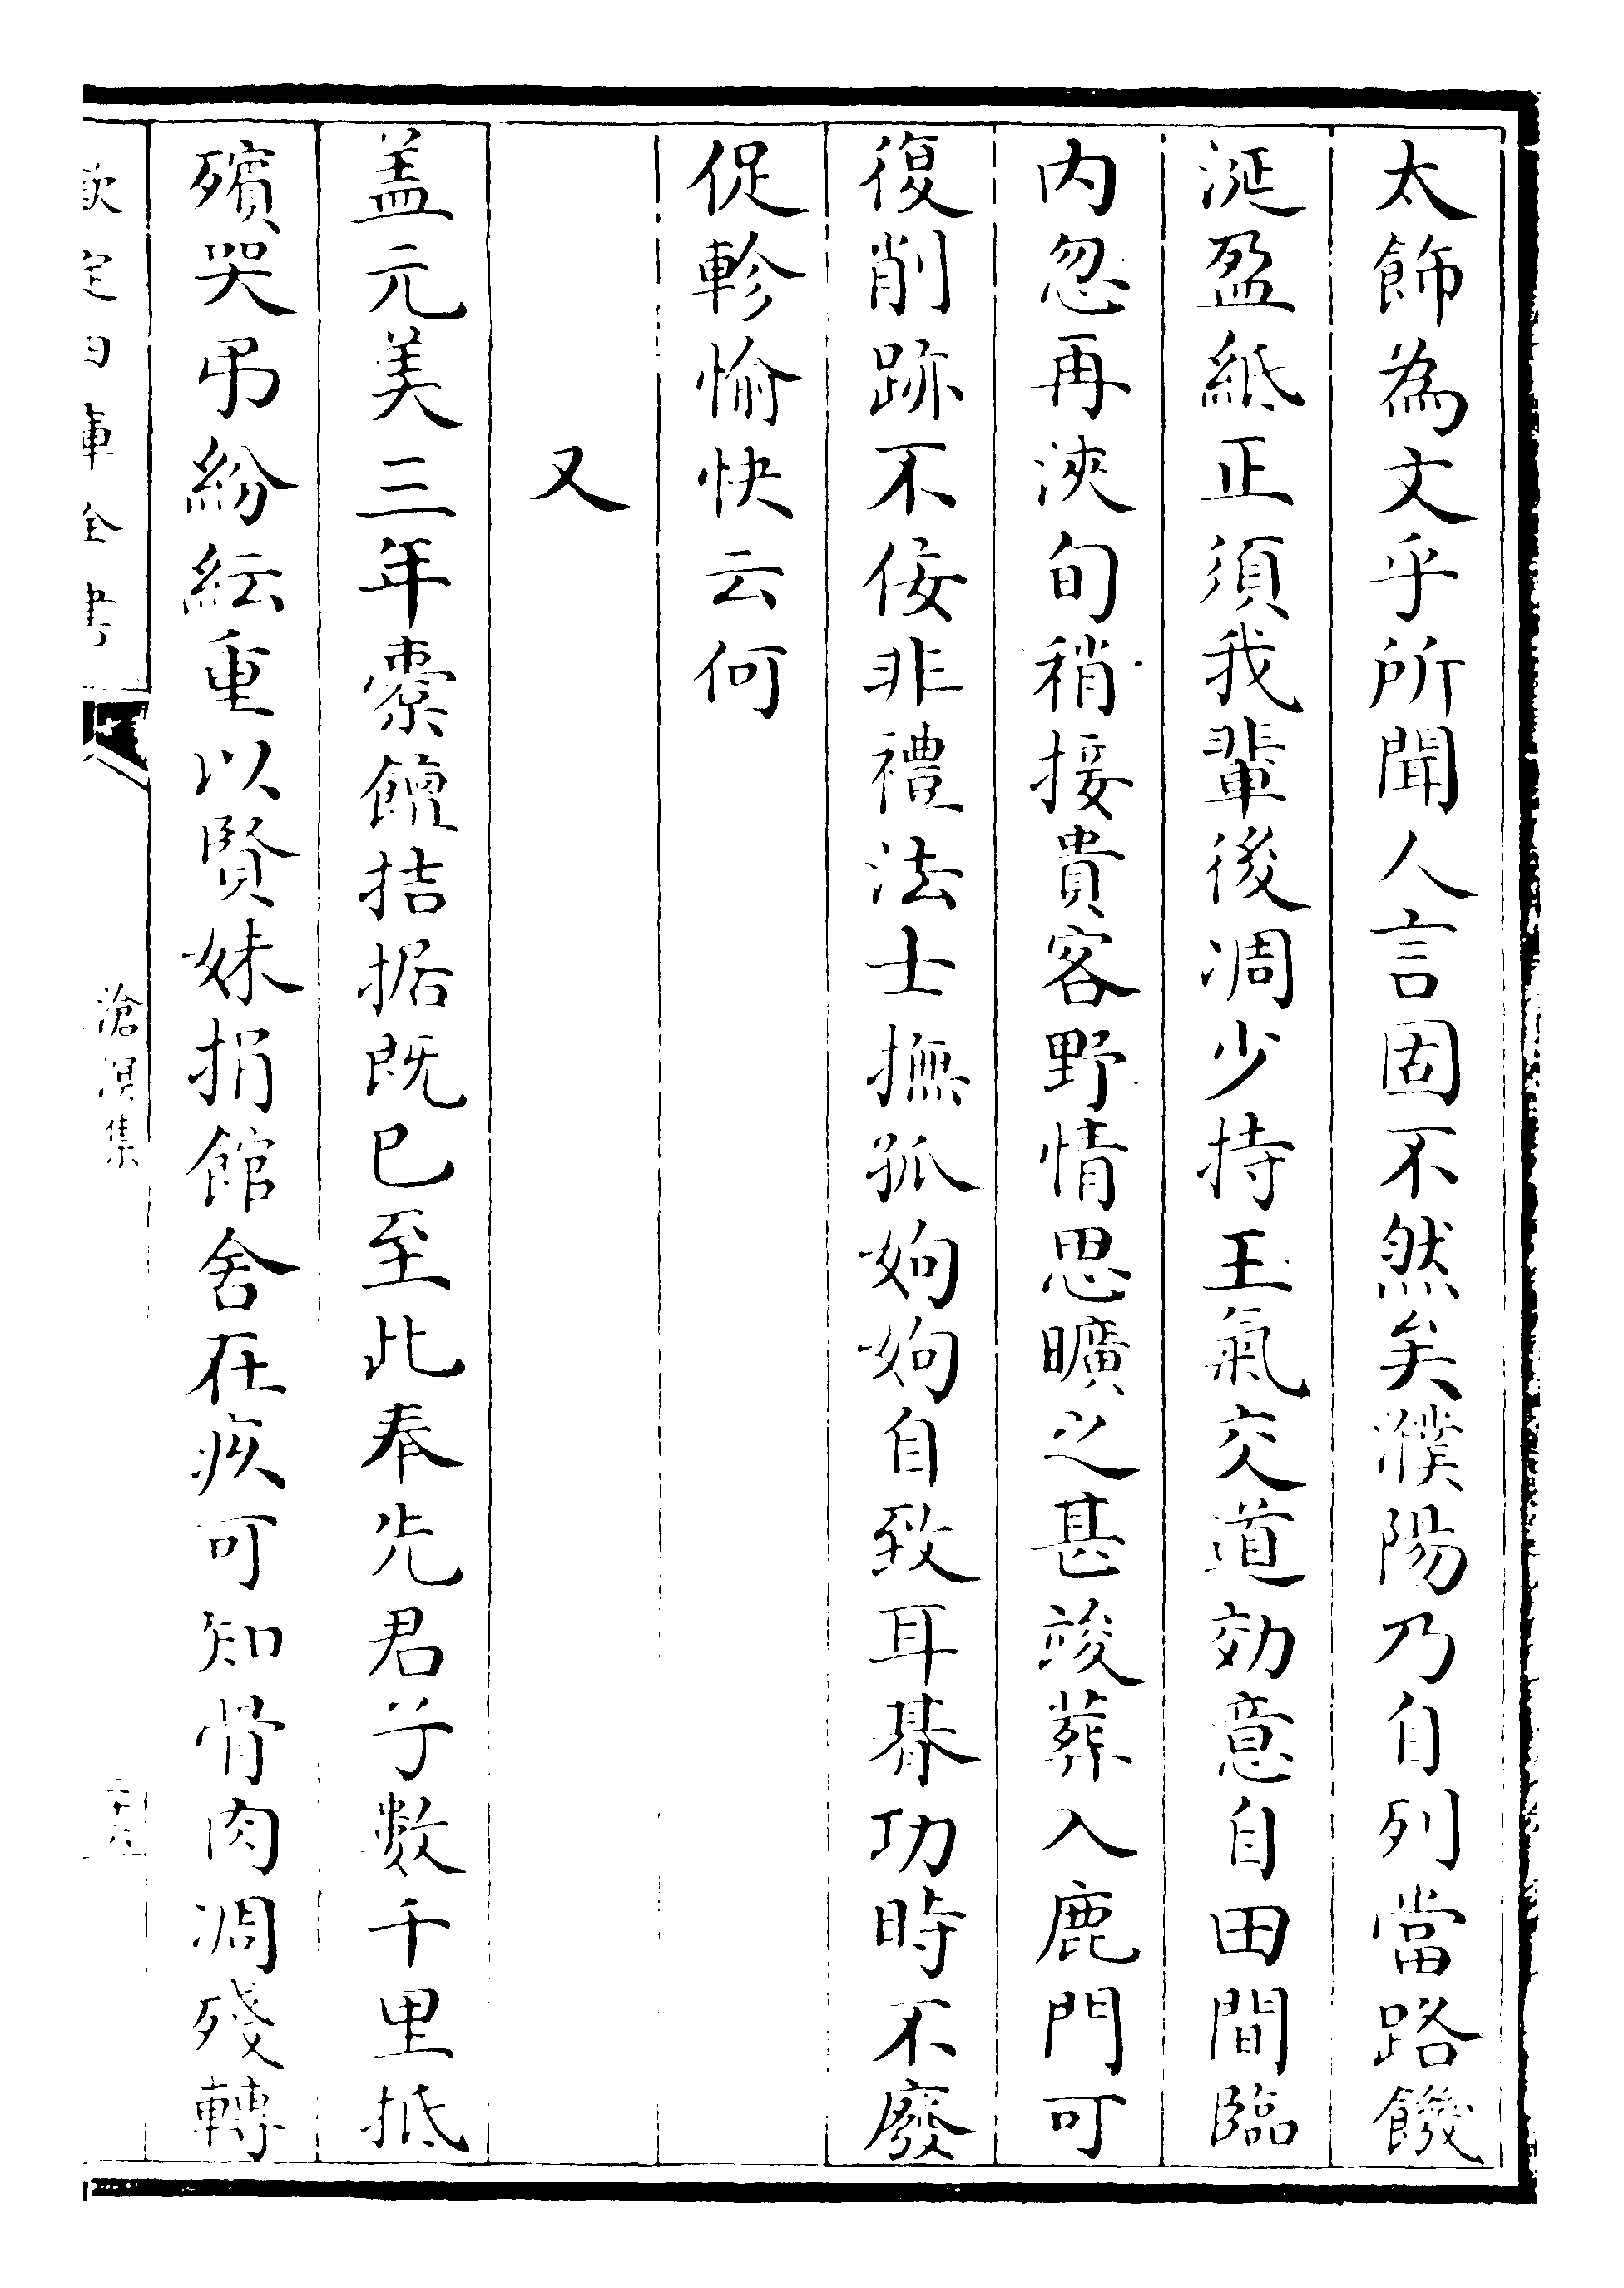 太飾為文乎所聞人言固不然矣濮陽乃自列當路饑
涎盈紙正須我輩後凋少持王氣交道効意自田間臨
内忽再浹旬稍接貴客野情思曠之甚竣葬入鹿門可
復削跡不佞非禮法士撫孤姁姁自致耳朞功時不廢
促軫愉快云何
又
盖元美三年橐饘拮据既已至此奉先君子數千里抵
殯哭弔紛紜重以賢妹捐館舍在疚可知骨肉凋殘轉
欽定四庫全書
滄溟集